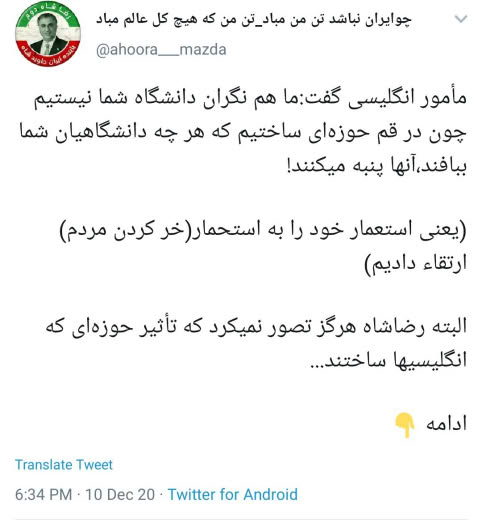 چوایران نباشد تن من مباد_تن من که هیچ کل عالم مباد
@ahoora___mazda
مأمور انگلیسی گفت:ما هم نگران دانشگاه شما نیستیم
چون در قم حوزه‌ای ساختیم که هر چه دانشگاهیان شما
ببافند،آنها پنبه میکنند!
(یعنی استعمار خود را به استحمار(خر کردن مردم)
ارتقاء دادیم)
البته رضاشاه هرگز تصور نمیکرد که تأثیر حوزه‌ای که
انگلیسیها ساختند...
ادامه 👇
Translate Tweet
6:34 PM · 10 Dec 20 · Twitter for Android